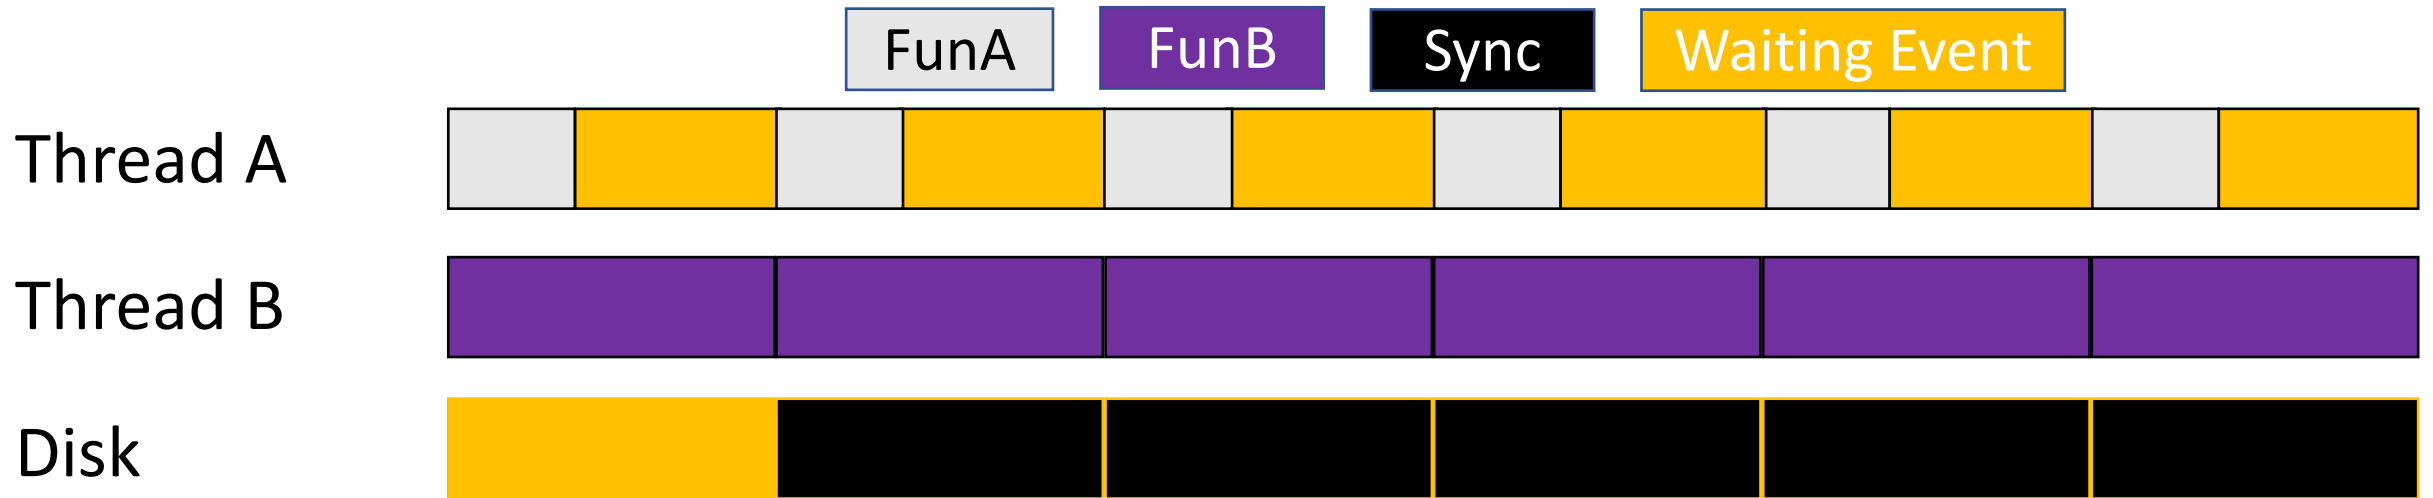 FunA FunB Sync Waiting Event
Thread A
Thread B
Disk